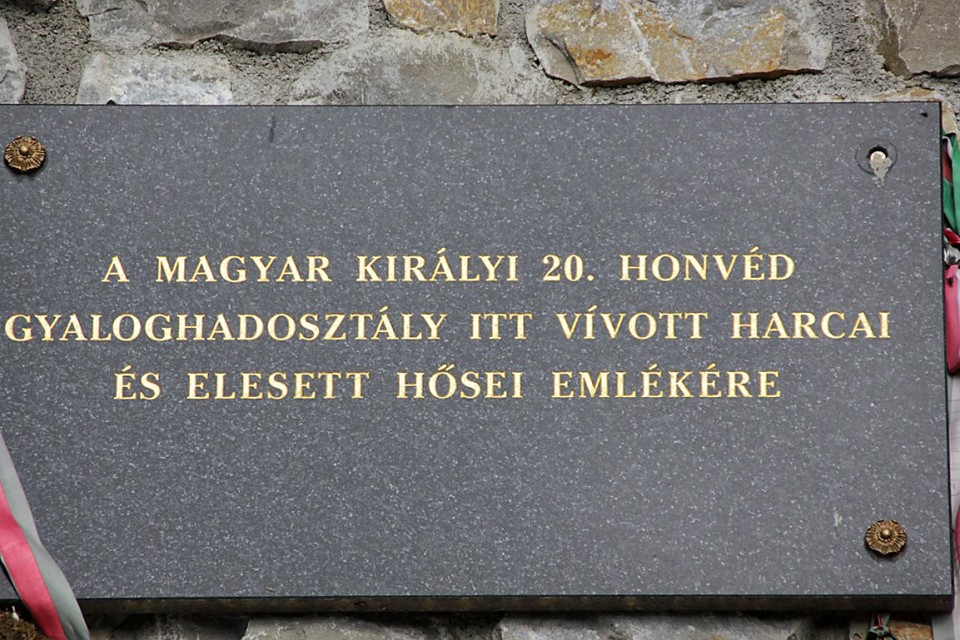 A MAGYAR KIRÁLYI 20. HONVÉD
GYALOGHADOSZTÁLY ITT VÍVOTT HARCAI
ÉS ELESETT HŐSEI EMLÉKÉRE